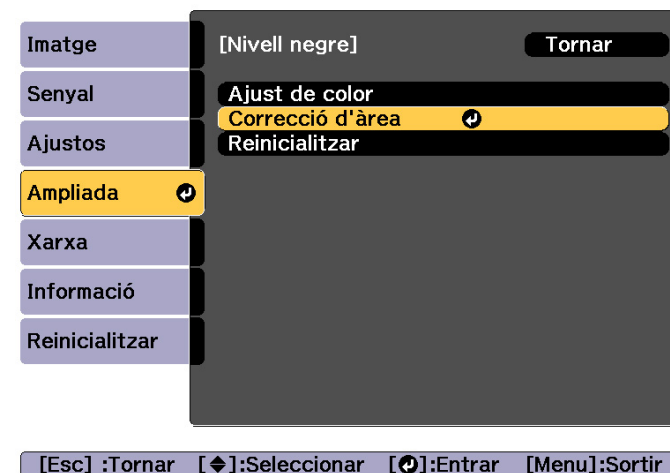 Imatge
Senyal
Ajustos
Ampliada
Xarxa
Informació
Reinicialitzar
[Nivell negre] Tornar
Ajust de color
Correcció d'àrea
Reinicialitzar
[Esc] :Tornar [◆]:Seleccionar [↵]:Entrar [Menu]:Sortir